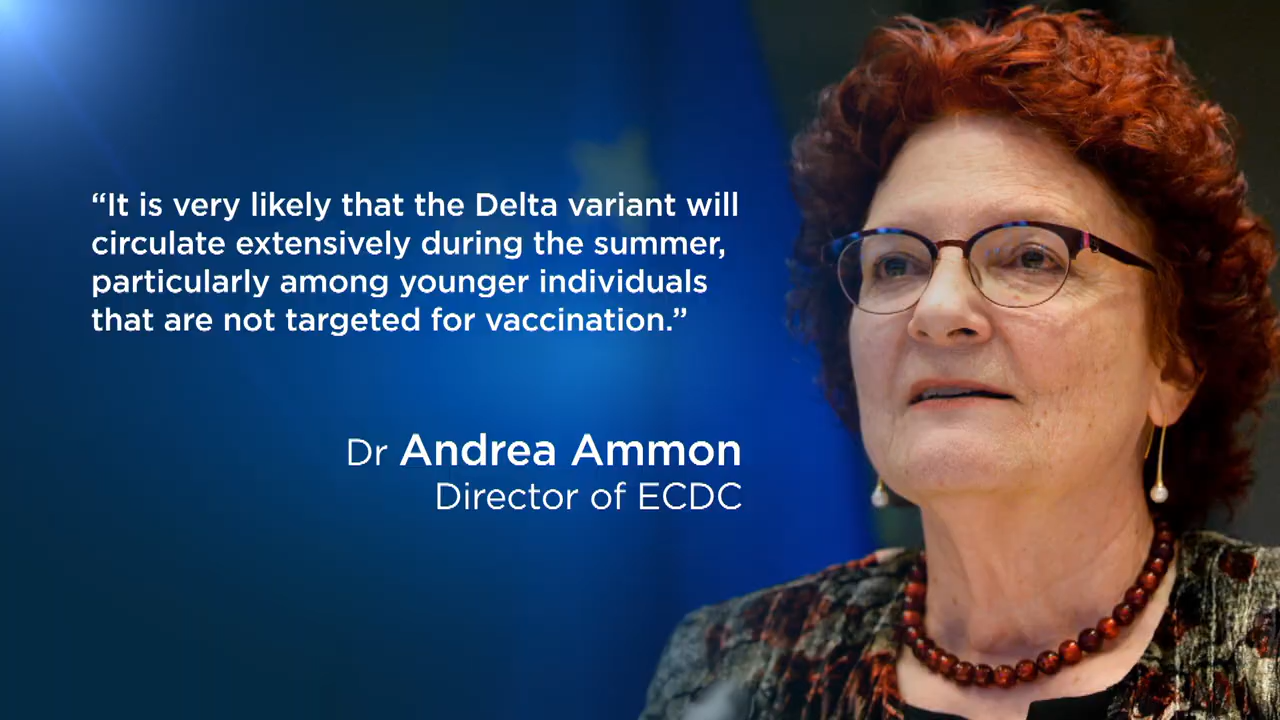 “It is very likely that the Delta variant will
circulate extensively during the summer,
particularly among younger individuals
that are not targeted for vaccination.”
Dr Andrea Ammon
Director of ECDC